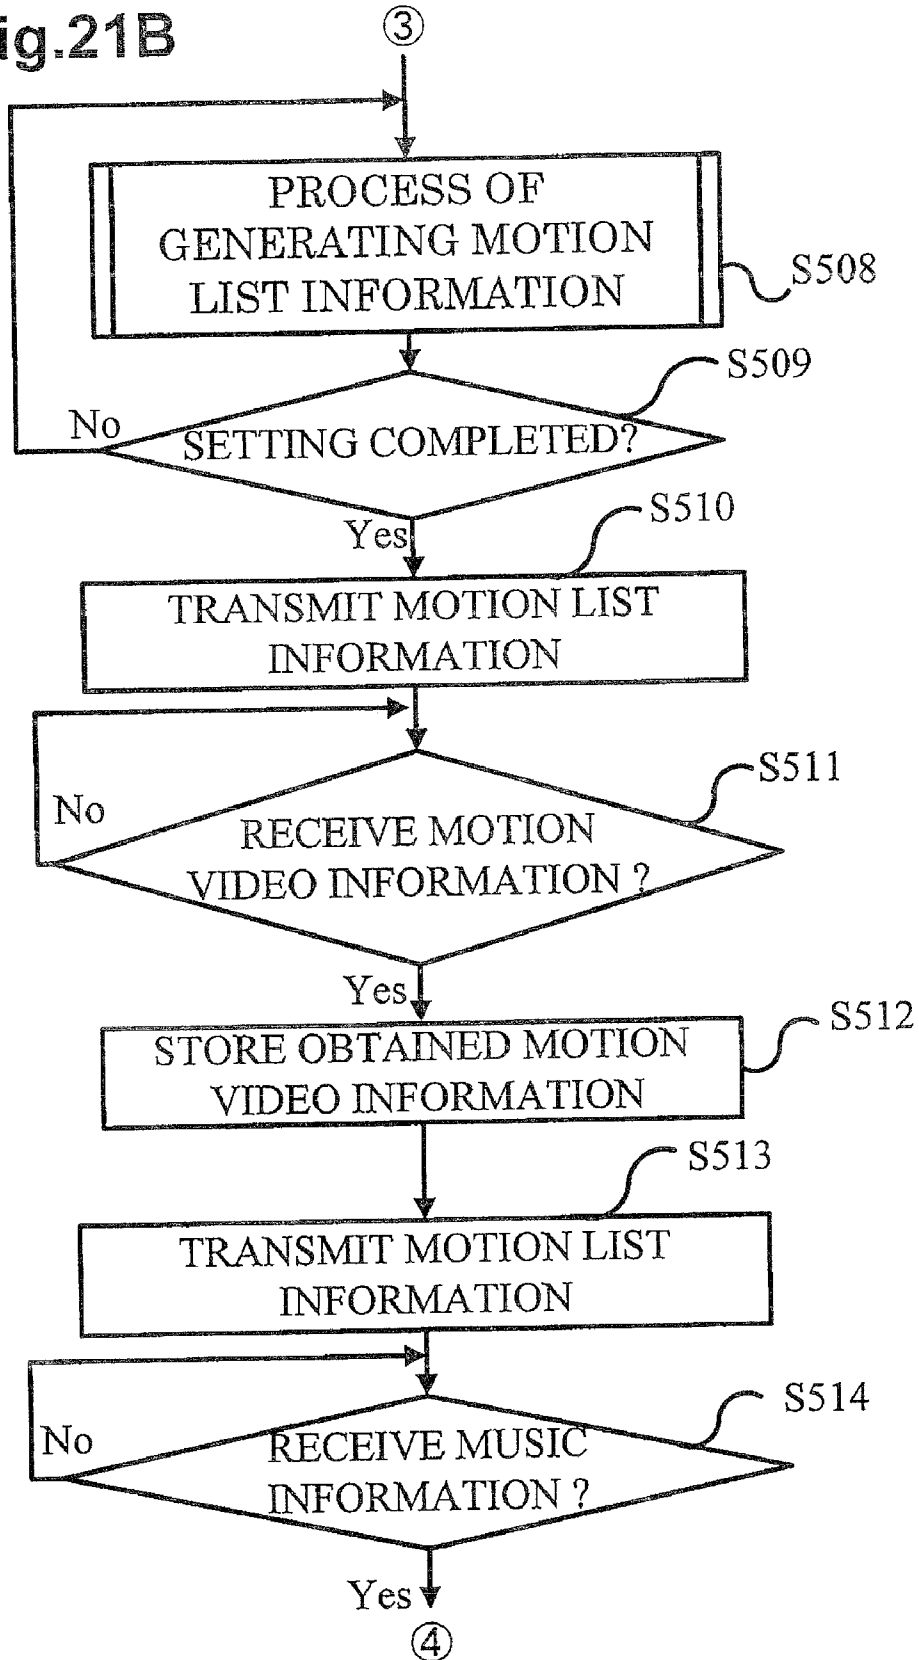 ig.21B
③
PROCESS OF
GENERATING MOTION
LIST INFORMATION
S508
S509
No
SETTING COMPLETED?
Yes
S510
TRANSMIT MOTION LIST
INFORMATION
S511
No
RECEIVE MOTION
VIDEO INFORMATION ?
Yes
S512
STORE OBTAINED MOTION
VIDEO INFORMATION
S513
TRANSMIT MOTION LIST
INFORMATION
S514
No
RECEIVE MUSIC
INFORMATION ?
Yes
④